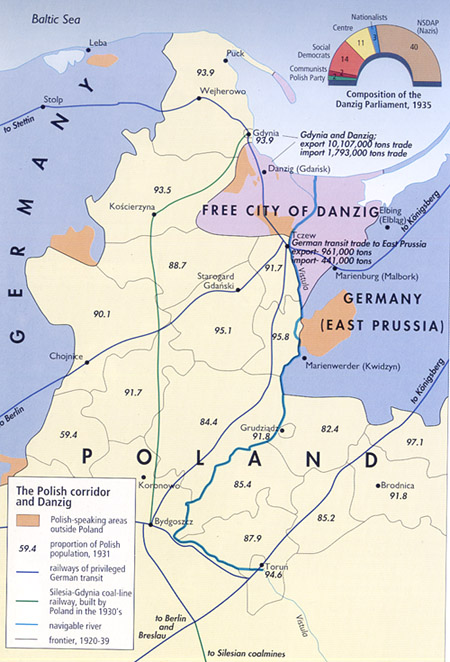 Baltic Sea
Leba
Puck
93.9
Wejherowo
Stolp
to Stettin
Nationalists
Centre
Social
Democrats
Communists
Polish Party
NSDAP
(Nazis)
2
2
14
11
3
40
Composition of the
Danzig Parliament, 1935
Gdynia
93.9
Gdynia and Danzig;
export 10,107,000 tons trade
import 1,793,000 tons trade
Danzig (Gdańsk)
GERMANY
93.5
Kościerzyna
FREE CITY OF DANZIG
Elbing
(Elbląg)
to Königsberg
Tczew
German transit trade to East Prussia
export- 961,000 tons
import- 441,000 tons
Vistula
Marienburg (Malbork)
88.7
91.7
Starogard
Gdański
GERMANY
(EAST PRUSSIA)
90.1
95.1
95.8
Chojnice
Marienwerder (Kwidzyn)
to Königsberg
to Berlin
91.7
84.4
Grudziądz
91.8
82.4
59.4
97.1
POLAND
Koronowo
85.4
Brodnica
91.8
Bydgoszcz
85.2
87.9
Toruń
94.6
Vistula
to Berlin
and
Breslau
to Silesian coalmines
The Polish corridor
and Danzig
Polish-speaking areas
outside Poland
59.4 proportion of Polish
population, 1931
railways of privileged
German transit
Silesia-Gdynia coal-line
railway, built by
Poland in the 1930's
navigable river
frontier, 1920-39